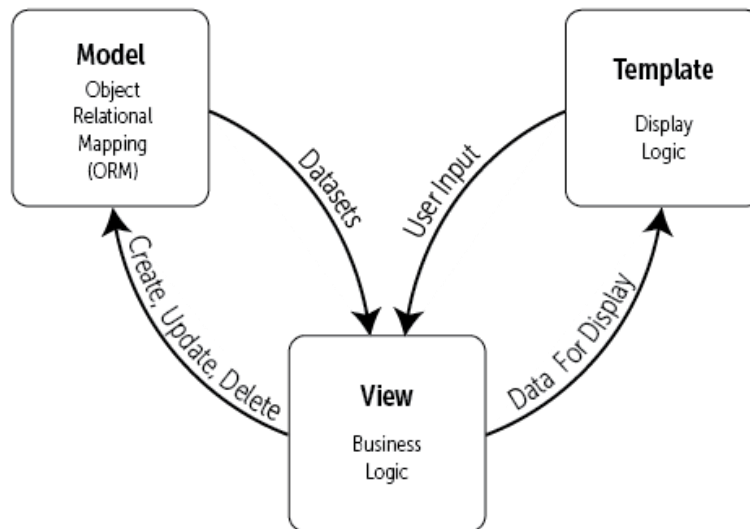 Model
Object
Relational
Mapping
(ORM)
Template
Display
Logic
Datasets
User Input
Create, Update, Delete
Data For Display
View
Business
Logic